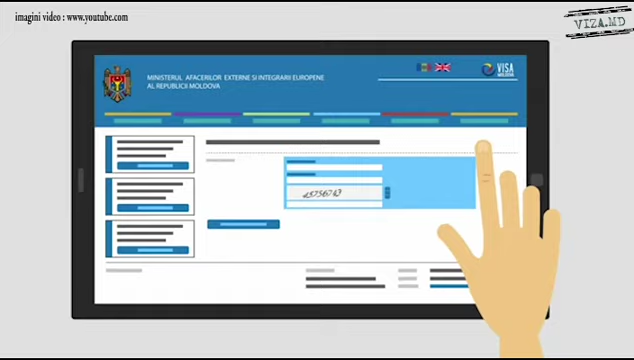 imagini video : www.youtube.com
VIZA.MD
MINISTERUL AFACERILOR EXTERNE SI INTEGRARII EUROPENE
AL REPUBLICII MOLDOVA
VISA
MOLDOVA